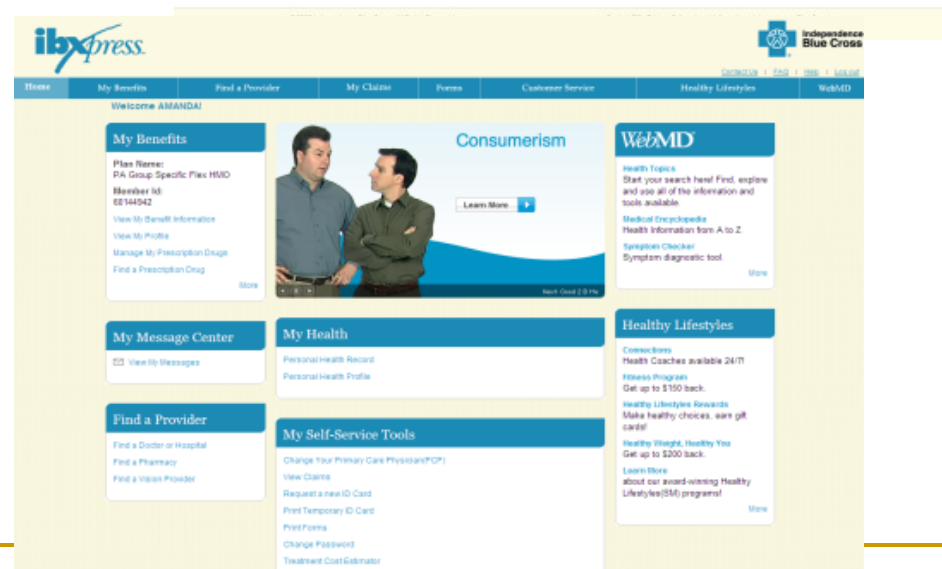 ibxpress.
Independence
Blue Cross
Contact Us | FAQ | Help | Log out
Home My Benefits Find a Provider My Claims Forms Customer Service Healthy Lifestyles WebMD
Welcome AMANDA!
My Benefits
Plan Name:
PA Group Specific Flex HMO
Member Id:
60144942
View My Benefit Information
View My Profile
Manage My Prescription Drugs
Find a Prescription Drug
More
My Message Center
View My Messages
Find a Provider
Find a Doctor or Hospital
Find a Pharmacy
Find a Vision Provider
Consumerism
Learn More
Next: Good 2 B Me
My Health
Personal Health Record
Personal Health Profile
My Self-Service Tools
Change Your Primary Care Physician(PCP)
View Claims
Request a new ID Card
Print Temporary ID Card
Print Forms
Change Password
Treatment Cost Estimator
WebMD
Health Topics
Start your search here! Find, explore
and use all of the information and
tools available.
Medical Encyclopedia
Health Information from A to Z.
Symptom Checker
Symptom diagnostic tool.
More
Healthy Lifestyles
Connections
Health Coaches available 24/7!
Fitness Program
Get up to $150 back.
Healthy Lifestyles Rewards
Make healthy choices, earn gift
cards!
Healthy Weight, Healthy You
Get up to $200 back.
Learn More
about our award-winning Healthy
Lifestyles(SM) programs!
More